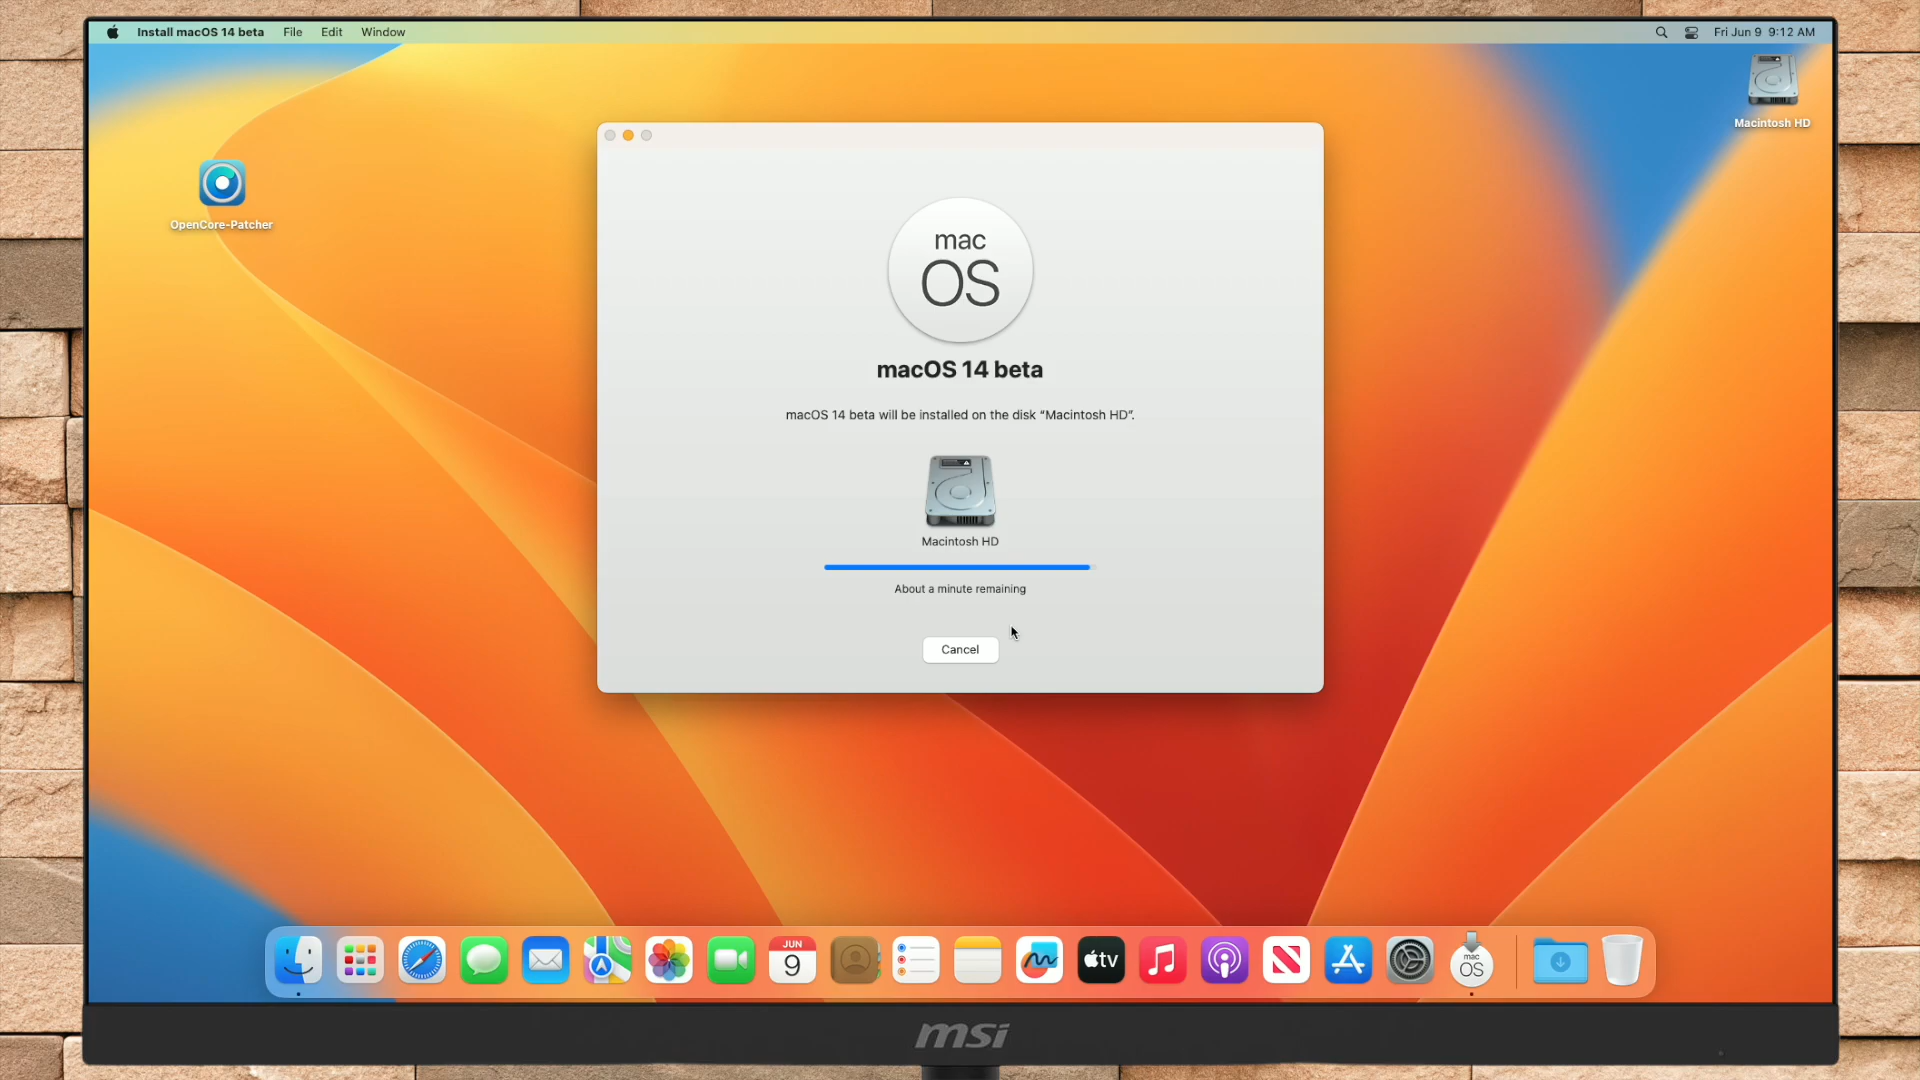 Install macOS 14 beta File Edit Window Fri Jun 9 9:12 AM
Macintosh HD
OpenCore-Patcher
mac
OS
macOS 14 beta
macOS 14 beta will be installed on the disk “Macintosh HD”.
Macintosh HD
About a minute remaining
Cancel
JUN
9
tv
mac
OS
msi